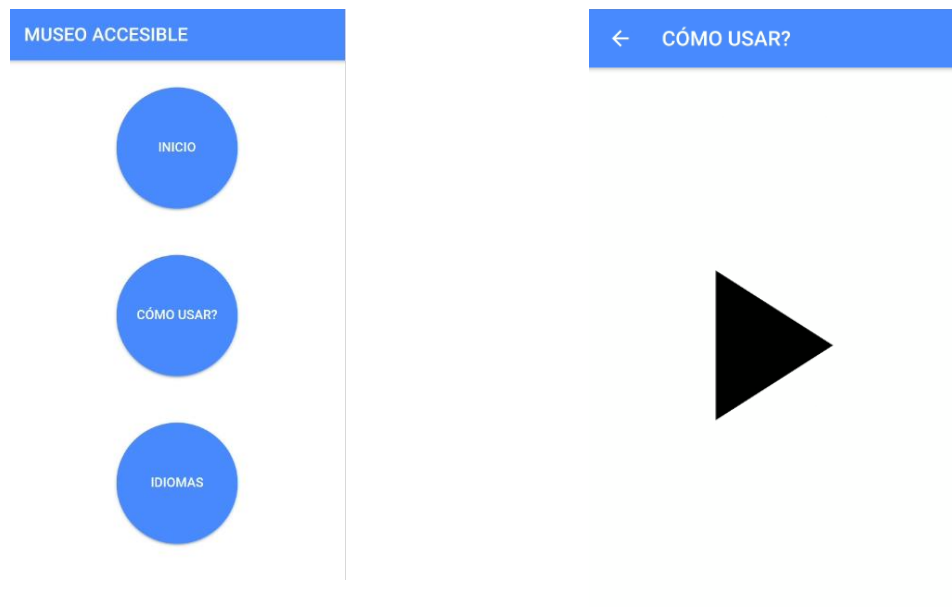 MUSEO ACCESIBLE
INICIO
CÓMO USAR?
IDIOMAS
CÓMO USAR?